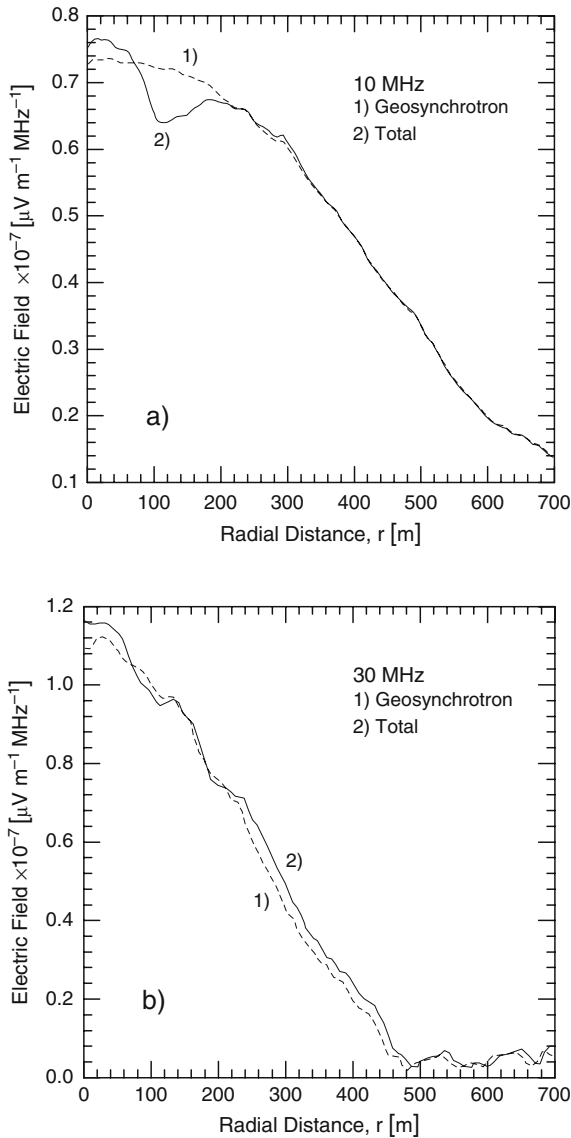 a)
0.8
0.7
0.6
0.5
0.4
0.3
0.2
0.1
Electric Field ×10⁻⁷ [μV m⁻¹ MHz⁻¹]
1)
2)
10 MHz
1) Geosynchrotron
2) Total
a)
0 100 200 300 400 500 600 700
Radial Distance, r [m]
1.2
1.0
0.8
0.6
0.4
0.2
0.0
Electric Field ×10⁻⁷ [μV m⁻¹ MHz⁻¹]
30 MHz
1) Geosynchrotron
2) Total
2)
1)
b)
0 100 200 300 400 500 600 700
Radial Distance, r [m]